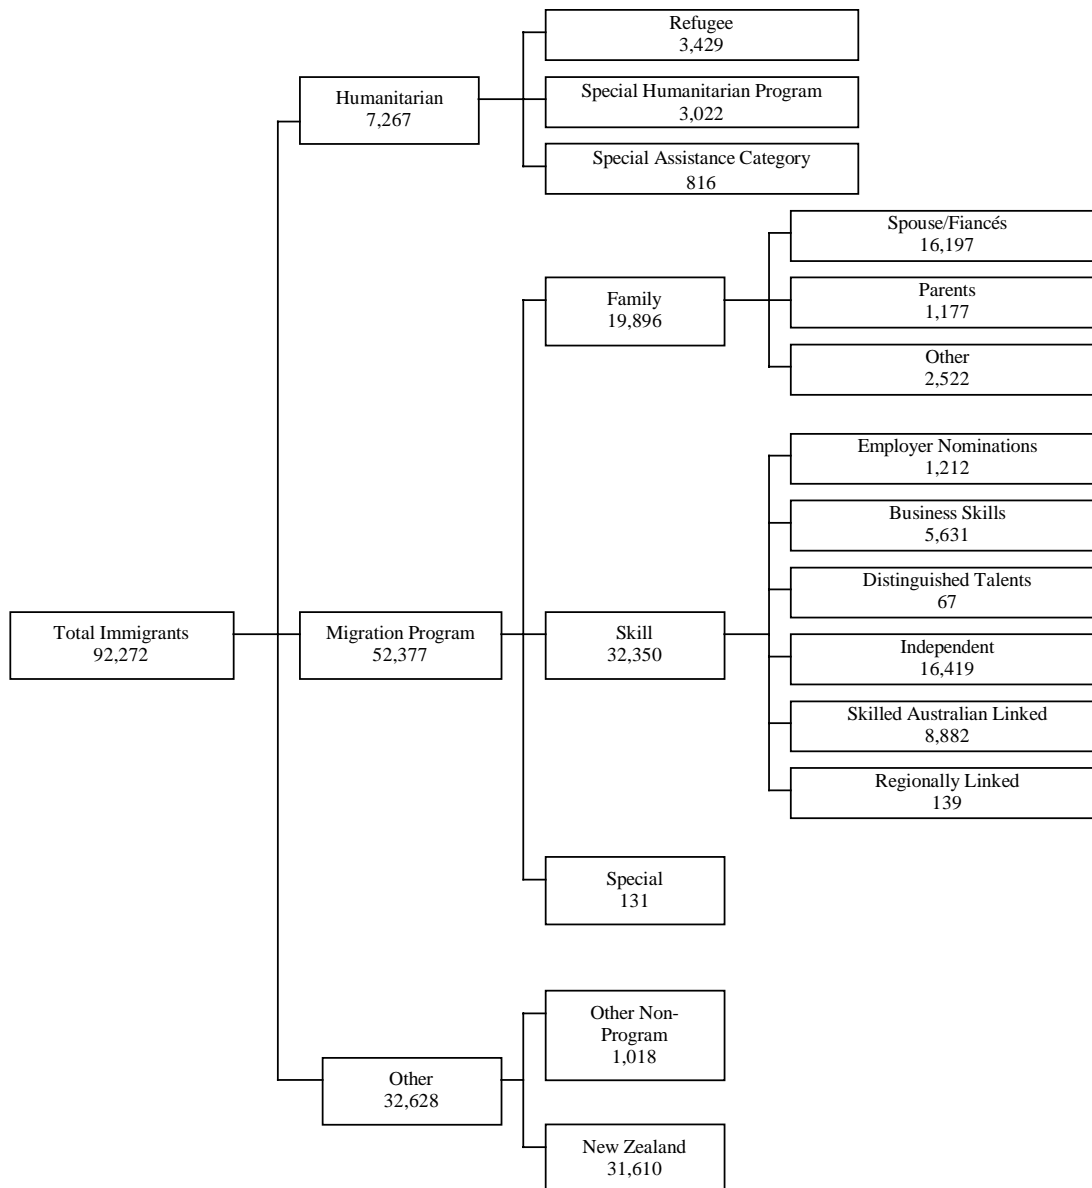 Refugee
3,429
Humanitarian
7,267
Special Humanitarian Program
3,022
Special Assistance Category
816
Spouse/Fiancés
16,197
Family
19,896
Parents
1,177
Other
2,522
Employer Nominations
1,212
Business Skills
5,631
Distinguished Talents
67
Total Immigrants
92,272
Migration Program
52,377
Skill
32,350
Independent
16,419
Skilled Australian Linked
8,882
Regionally Linked
139
Special
131
Other Non-
Program
1,018
Other
32,628
New Zealand
31,610